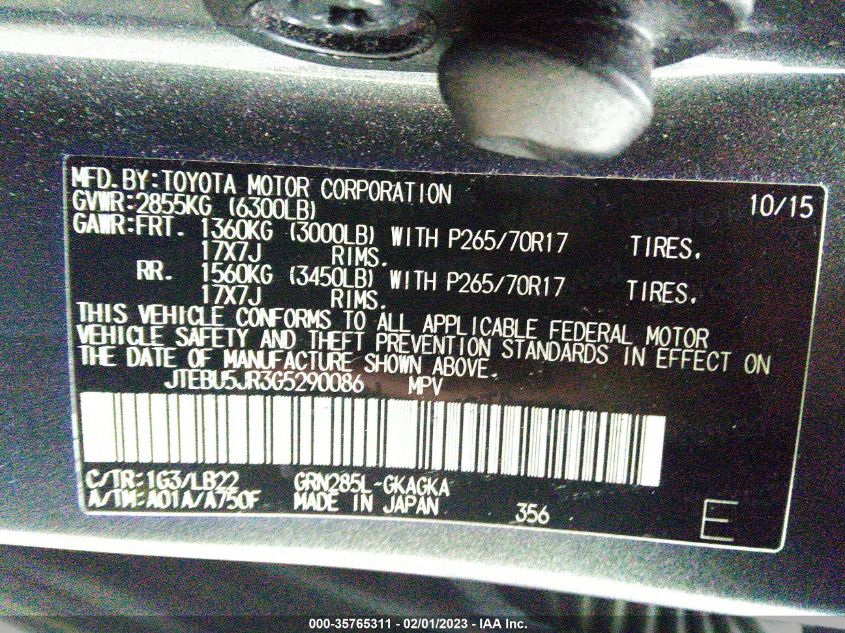 MFD. BY: TOYOTA MOTOR CORPORATION 10/15
GVWR: 2855KG (6300LB)
GAWR: FRT. 1360KG (3000LB) WITH P265/70R17 TIRES,
17X7J RIMS.
RR. 1560KG (3450LB) WITH P265/70R17 TIRES,
17X7J RIMS.
THIS VEHICLE CONFORMS TO ALL APPLICABLE FEDERAL MOTOR
VEHICLE SAFETY AND THEFT PREVENTION STANDARDS IN EFFECT ON
THE DATE OF MANUFACTURE SHOWN ABOVE.
JTEBU5JR3G5290086 MPV
C/TR: 1G3/LB22 GRN285L-GKAGKA
A/TM: A01A/A750F MADE IN JAPAN 356 E
000-35765311 - 02/01/2023 - IAA Inc.